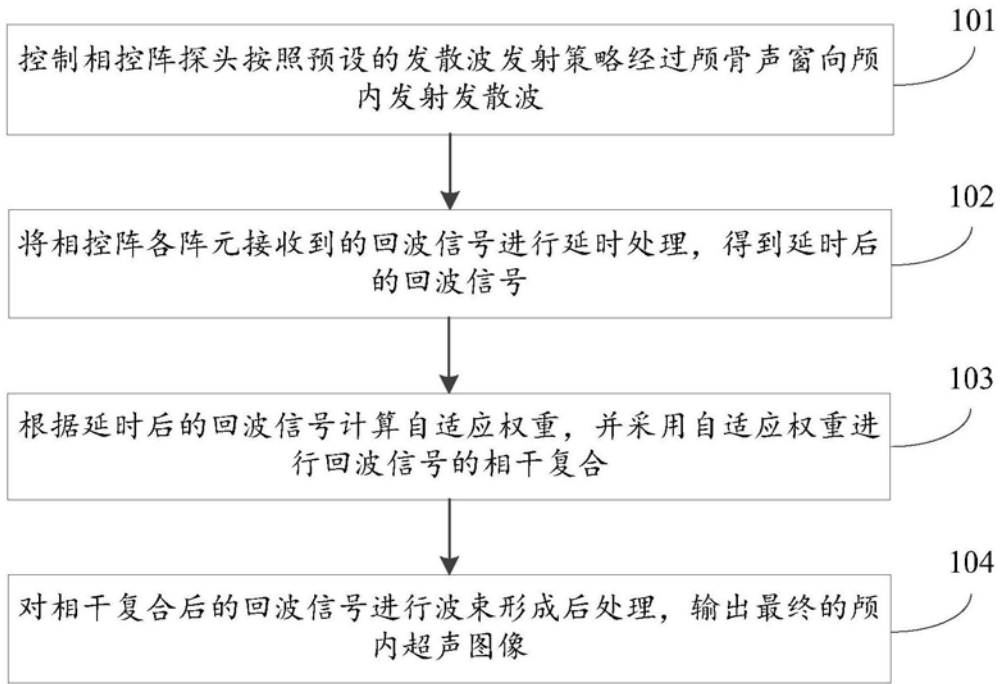 101
控制相控阵探头按照预设的发散波发射策略经过颅骨声窗向颅
内发射发散波
102
将相控阵各阵元接收到的回波信号进行延时处理，得到延时后
的回波信号
103
根据延时后的回波信号计算自适应权重，并采用自适应权重进
行回波信号的相干复合
104
对相干复合后的回波信号进行波束形成后处理，输出最终的颅
内超声图像